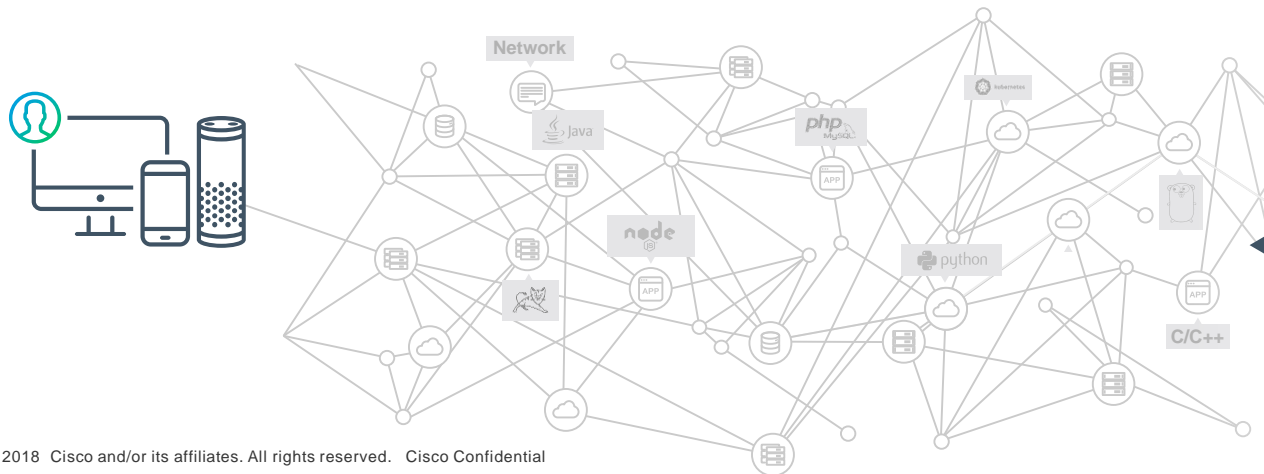 Network
kubernetes
Java
php
MySQL
APP
node
JS
python
APP
APP
C/C++
2018 Cisco and/or its affiliates. All rights reserved. Cisco Confidential